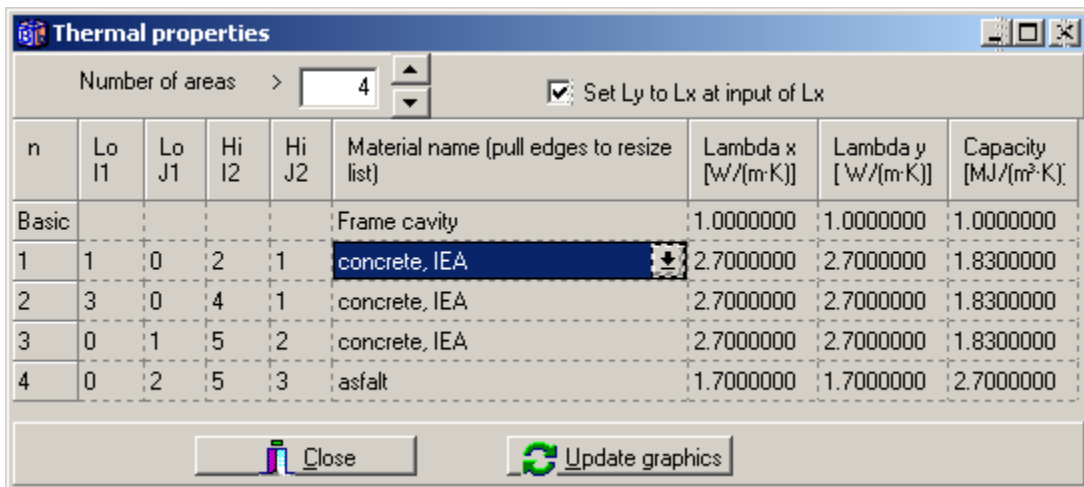 Thermal properties
Number of areas > 4 Set Ly to Lx at input of Lx
n Lo I1 Lo J1 Hi I2 Hi J2 Material name (pull edges to resize list) Lambda x [W/(m·K)] Lambda y [ W/(m·K)] Capacity [MJ/(m³·K)]
Basic Frame cavity 1.0000000 1.0000000 1.0000000
1 1 0 2 1 concrete, IEA 2.7000000 2.7000000 1.8300000
2 3 0 4 1 concrete, IEA 2.7000000 2.7000000 1.8300000
3 0 1 5 2 concrete, IEA 2.7000000 2.7000000 1.8300000
4 0 2 5 3 asfalt 1.7000000 1.7000000 2.7000000
Close Update graphics